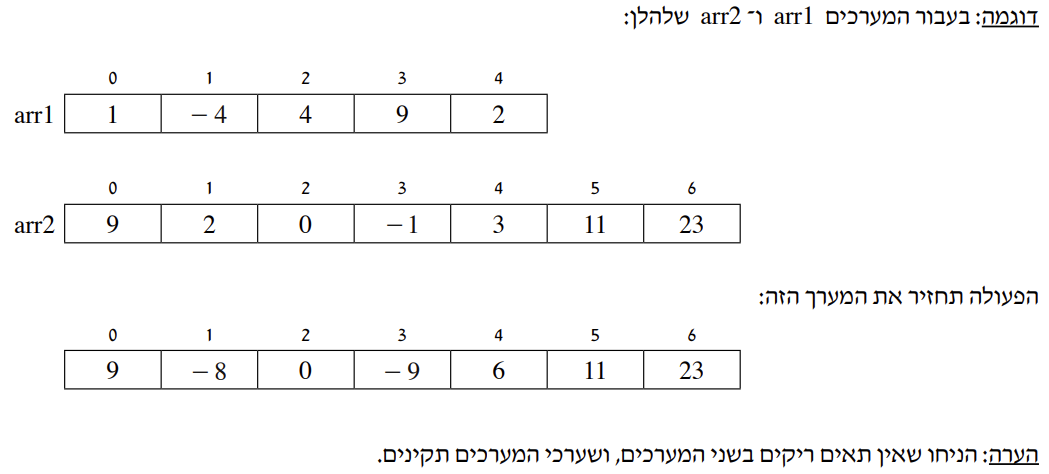 דוגמה: בעבור המערכים arr1 ו־ arr2 שלהלן:
0 1 2 3 4
arr1 1 – 4 4 9 2
0 1 2 3 4 5 6
arr2 9 2 0 – 1 3 11 23
הפעולה תחזיר את המערך הזה:
0 1 2 3 4 5 6
9 – 8 0 – 9 6 11 23
הערה: הניחו שאין תאים ריקים בשני המערכים, ושערכי המערכים תקינים.